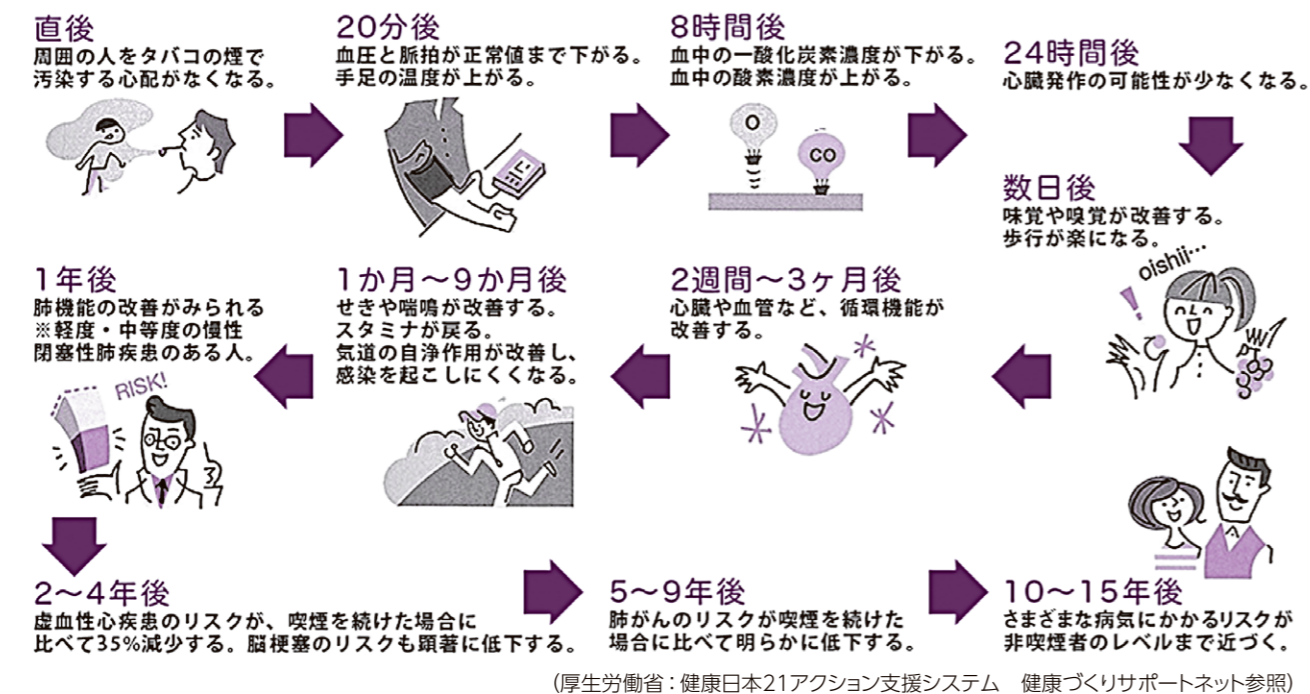 直後
周囲の人をタバコの煙で
汚染する心配がなくなる。
20分後
血圧と脈拍が正常値まで下がる。
手足の温度が上がる。
8時間後
血中の一酸化炭素濃度が下がる。
血中の酸素濃度が上がる。
O
CO
24時間後
心臓発作の可能性が少なくなる。
数日後
味覚や嗅覚が改善する。
歩行が楽になる。
oishii…
2週間～3ヶ月後
心臓や血管など、循環機能が
改善する。
1か月～9か月後
せきや喘鳴が改善する。
スタミナが戻る。
気道の自浄作用が改善し、
感染を起こしにくくなる。
1年後
肺機能の改善がみられる
※軽度・中等度の慢性
閉塞性肺疾患のある人。
RISK!
2～4年後
虚血性心疾患のリスクが、喫煙を続けた場合に
比べて35%減少する。脳梗塞のリスクも顕著に低下する。
5～9年後
肺がんのリスクが喫煙を続けた
場合に比べて明らかに低下する。
10～15年後
さまざまな病気にかかるリスクが
非喫煙者のレベルまで近づく。
（厚生労働省：健康日本21アクション支援システム　健康づくりサポートネット参照）